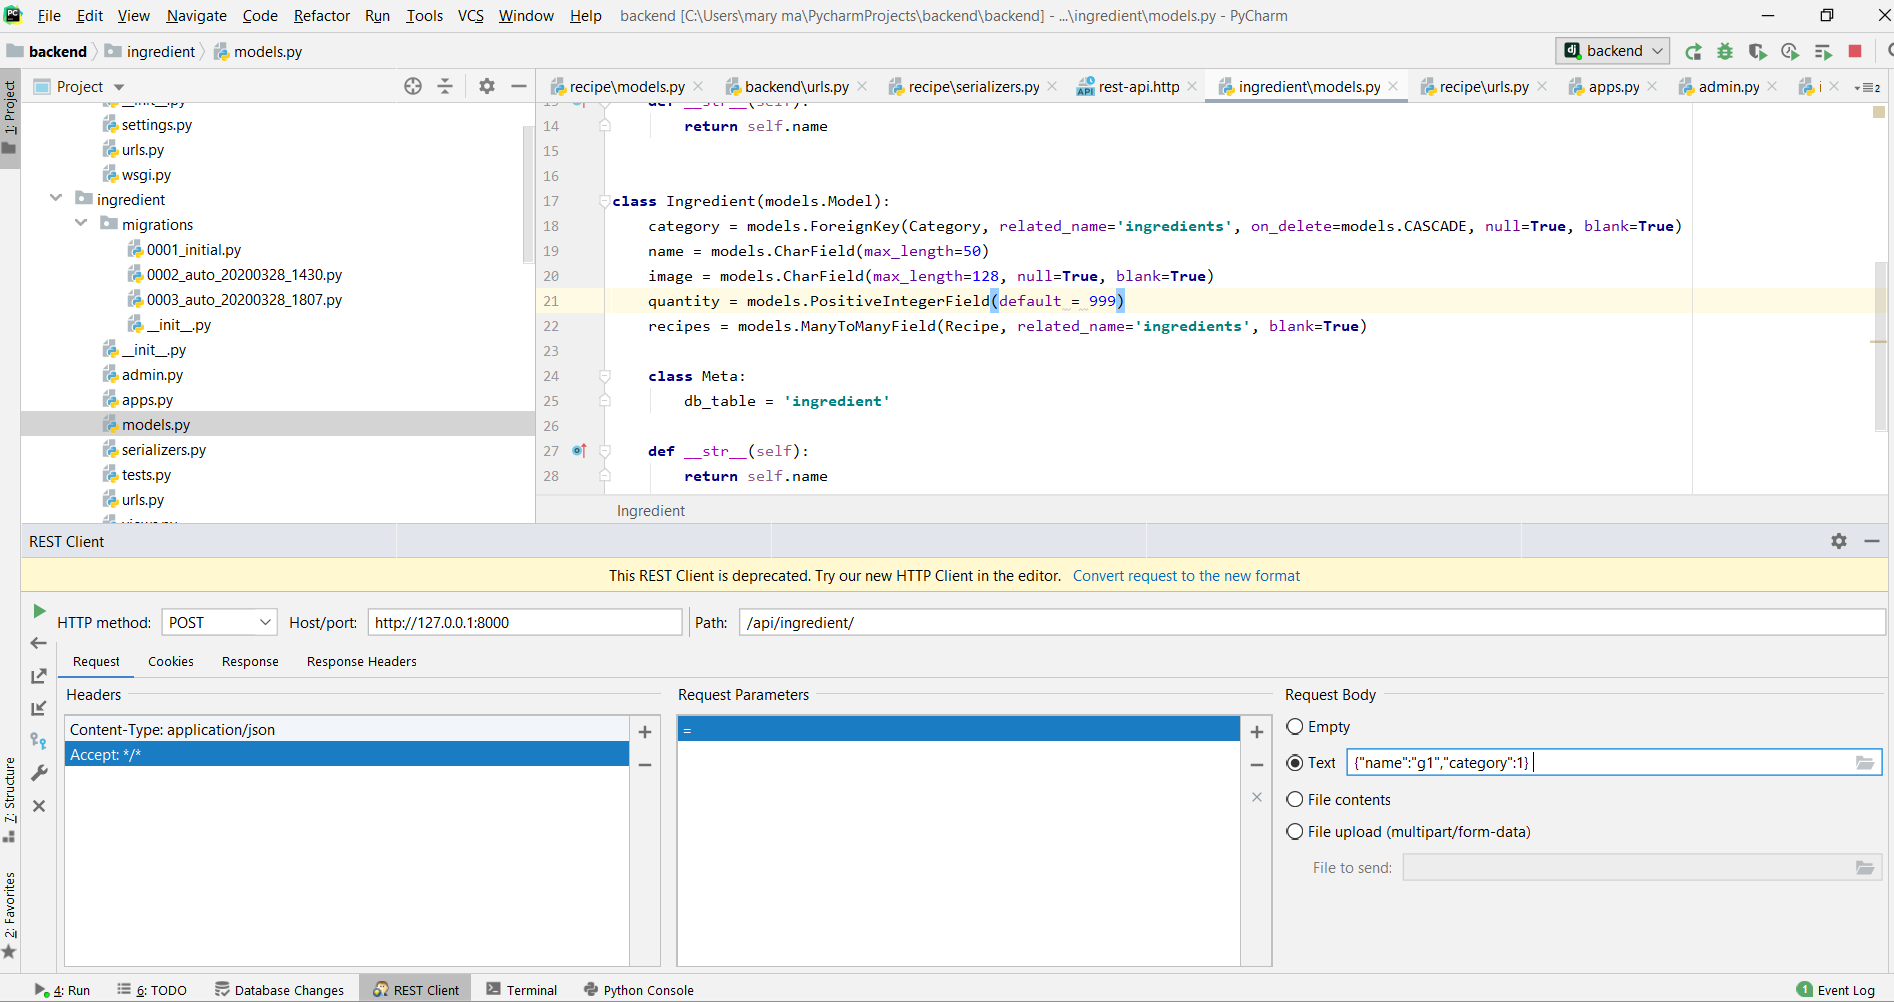 File Edit View Navigate Code Refactor Run Tools VCS Window Help backend [C:\Users\mary ma\PycharmProjects\backend\backend] - ...\ingredient\models.py - PyCharm
backend ingredient models.py backend
1: Project
Project
recipe\models.py backend\urls.py recipe\serializers.py rest-api.http ingredient\models.py recipe\urls.py apps.py admin.py i
__init__.py
settings.py
urls.py
wsgi.py
ingredient
migrations
0001_initial.py
0002_auto_20200328_1430.py
0003_auto_20200328_1807.py
__init__.py
__init__.py
admin.py
apps.py
models.py
serializers.py
tests.py
urls.py
views.py
13 def __str__(self):
14 return self.name
15
16
17 class Ingredient(models.Model):
18 category = models.ForeignKey(Category, related_name='ingredients', on_delete=models.CASCADE, null=True, blank=True)
19 name = models.CharField(max_length=50)
20 image = models.CharField(max_length=128, null=True, blank=True)
21 quantity = models.PositiveIntegerField(default = 999)
22 recipes = models.ManyToManyField(Recipe, related_name='ingredients', blank=True)
23
24 class Meta:
25 db_table = 'ingredient'
26
27 def __str__(self):
28 return self.name
Ingredient
REST Client
This REST Client is deprecated. Try our new HTTP Client in the editor. Convert request to the new format
HTTP method: POST Host/port: http://127.0.0.1:8000 Path: /api/ingredient/
Request Cookies Response Response Headers
Headers
Content-Type: application/json
Accept: */*
Request Parameters
=
Request Body
Empty
Text {"name":"g1","category":1}
File contents
File upload (multipart/form-data)
File to send:
7: Structure
2: Favorites
4: Run 6: TODO Database Changes REST Client Terminal Python Console 1 Event Log